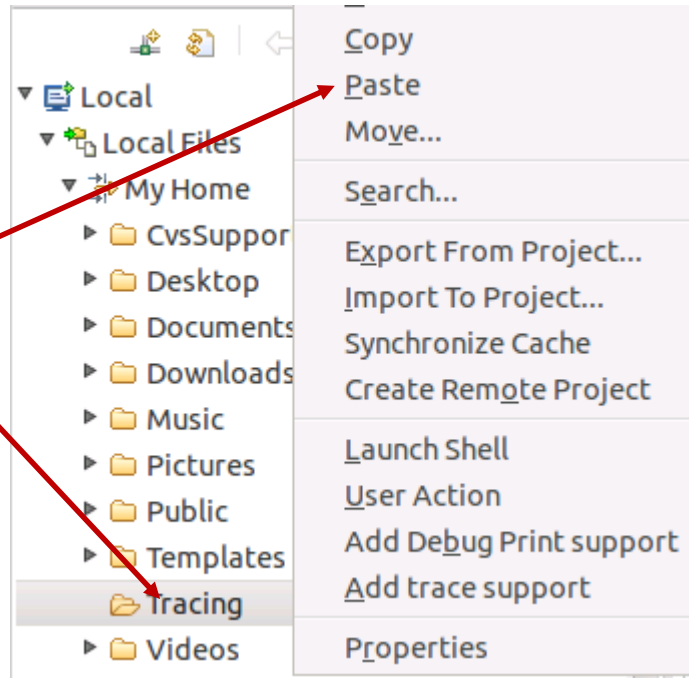 Local
Local Files
My Home
CvsSuppor
Desktop
Documents
Downloads
Music
Pictures
Public
Templates
Tracing
Videos
Copy
Paste
Move...
Search...
Export From Project...
Import To Project...
Synchronize Cache
Create Remote Project
Launch Shell
User Action
Add Debug Print support
Add trace support
Properties